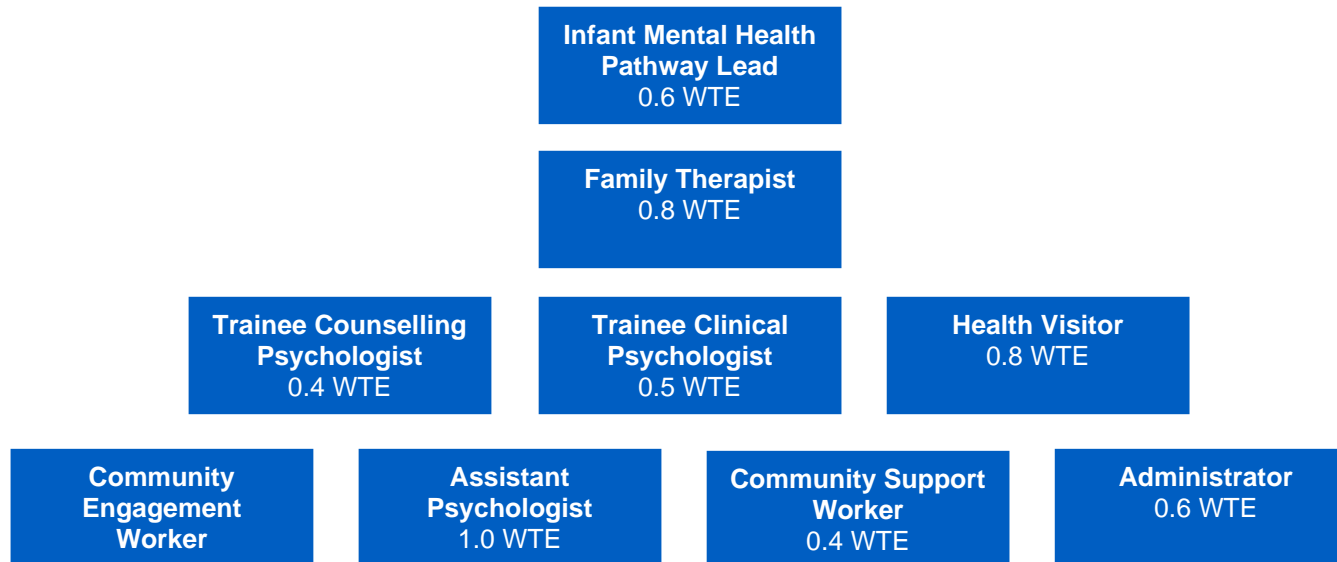 Infant Mental Health
Pathway Lead
0.6 WTE
Family Therapist
0.8 WTE
Trainee Counselling
Psychologist
0.4 WTE
Trainee Clinical
Psychologist
0.5 WTE
Health Visitor
0.8 WTE
Community
Engagement
Worker
Assistant
Psychologist
1.0 WTE
Community Support
Worker
0.4 WTE
Administrator
0.6 WTE